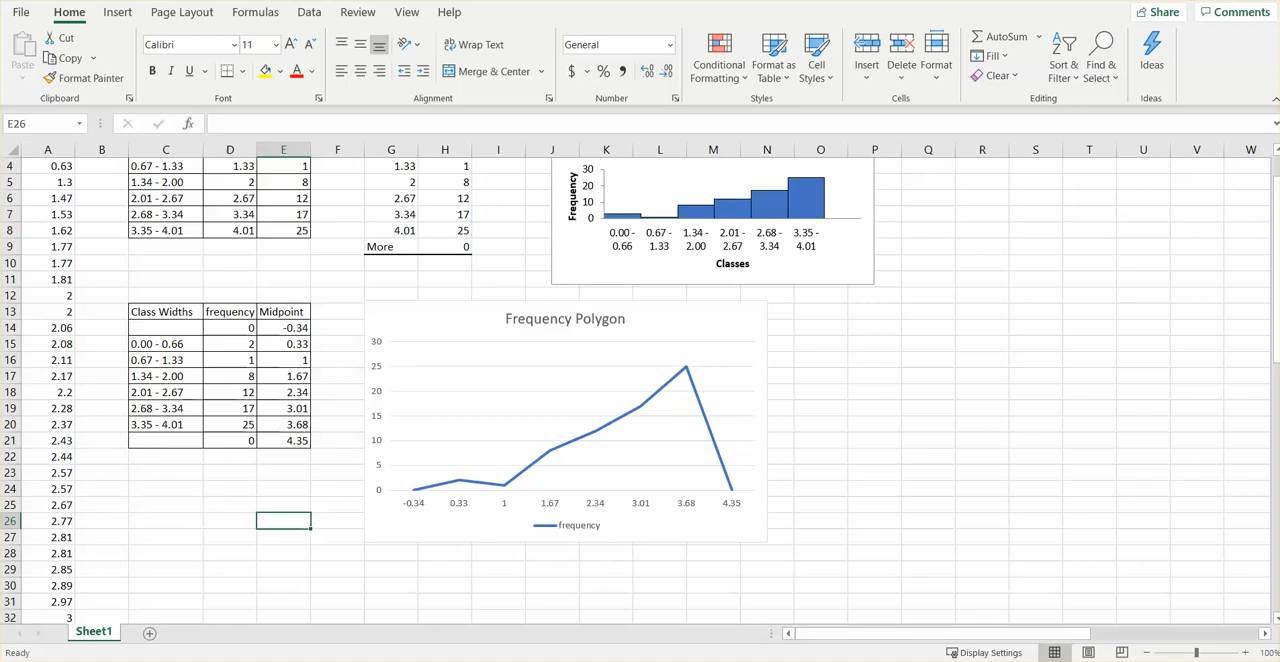 File Home Insert Page Layout Formulas Data Review View Help Share Comments
Paste Cut Calibri 11 A A Wrap Text General Conditional Formatting Format as Table Cell Styles Insert Delete Format AutoSum Sort & Filter Find & Select Ideas
Copy B I U A Merge & Center $ % , Fill
Format Painter Clear
Clipboard Font Alignment Number Styles Cells Editing Ideas
E26 fx
A B C D E F G H I J K L M N O P Q R S T U V W
4 0.63 0.67 - 1.33 1.33 1 1.33 1
5 1.3 1.34 - 2.00 2 8 2 8
6 1.47 2.01 - 2.67 2.67 12 2.67 12
7 1.53 2.68 - 3.34 3.34 17 3.34 17
8 1.62 3.35 - 4.01 4.01 25 4.01 25
9 1.77 More 0
10 1.77
11 1.81
12 2
13 2 Class Widths frequency Midpoint
14 2.06 0 -0.34
15 2.08 0.00 - 0.66 2 0.33
16 2.11 0.67 - 1.33 1 1
17 2.17 1.34 - 2.00 8 1.67
18 2.2 2.01 - 2.67 12 2.34
19 2.28 2.68 - 3.34 17 3.01
20 2.37 3.35 - 4.01 25 3.68
21 2.43 0 4.35
22 2.44
23 2.57
24 2.57
25 2.67
26 2.77
27 2.81
28 2.81
29 2.85
30 2.89
31 2.97
32 3
Frequency
30
20
10
0
0.00 - 0.66 0.67 - 1.33 1.34 - 2.00 2.01 - 2.67 2.68 - 3.34 3.35 - 4.01
Classes
Frequency Polygon
30
25
20
15
10
5
0
-0.34 0.33 1 1.67 2.34 3.01 3.68 4.35
frequency
Sheet1
Ready Display Settings 100%